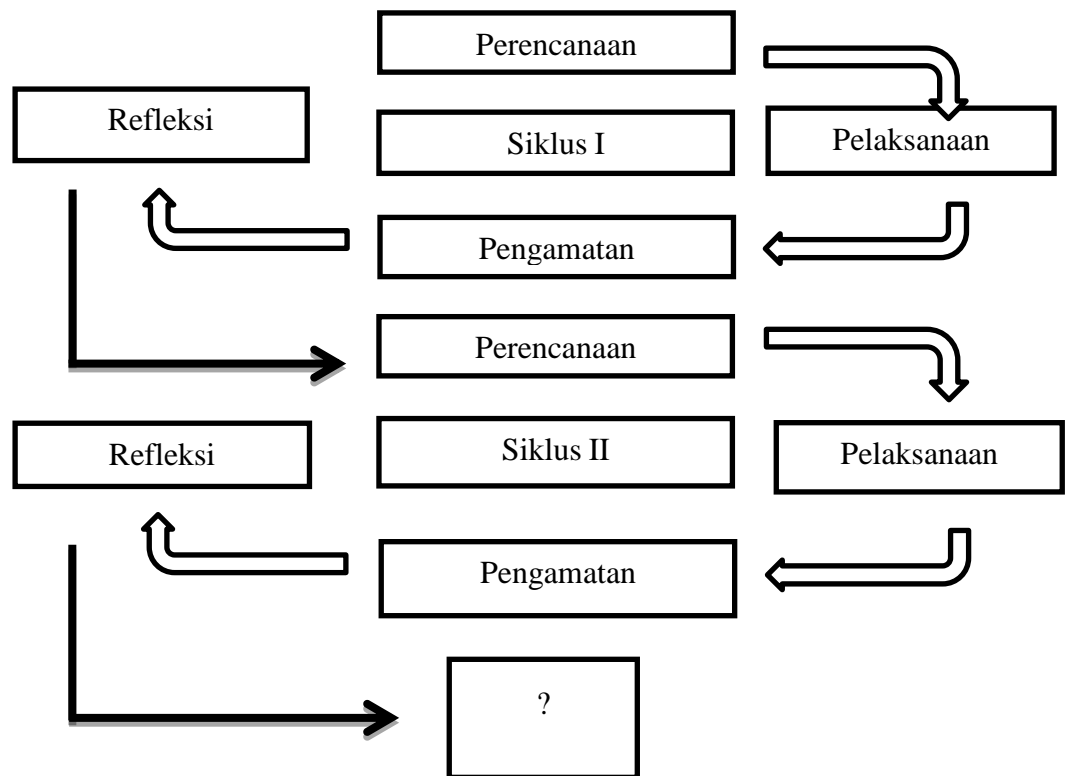 Perencanaan
Refleksi
Siklus I
Pelaksanaan
Pengamatan
Perencanaan
Refleksi
Siklus II
Pelaksanaan
Pengamatan
?